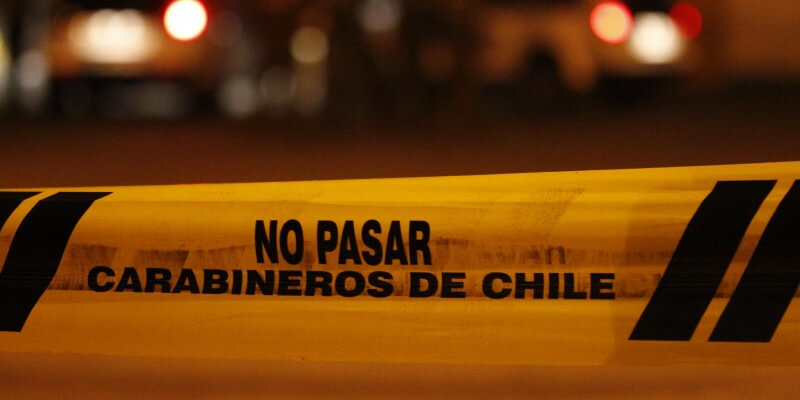 NO PASAR
CARABINEROS DE CHILE